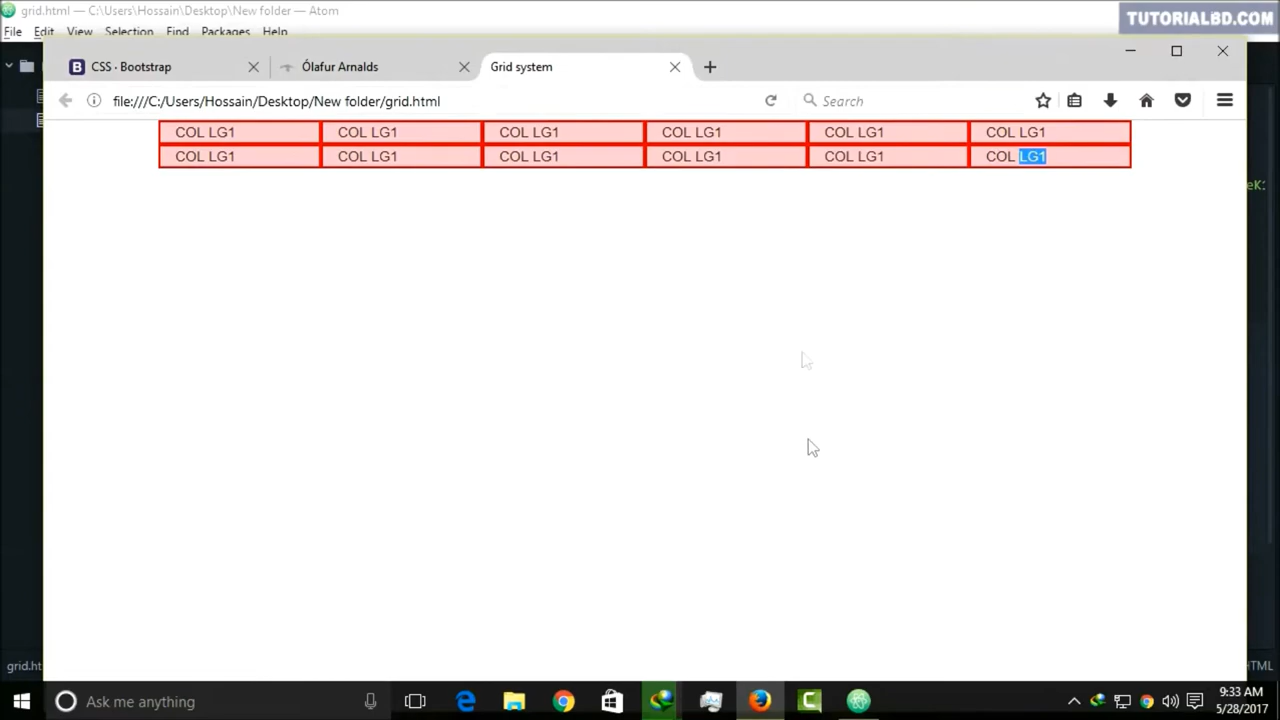 grid.html — C:\Users\Hossain\Desktop\New folder — Atom
TUTORIALBD.COM
File Edit View Selection Find Packages Help
CSS · Bootstrap
Ólafur Arnalds
Grid system
file:///C:/Users/Hossain/Desktop/New folder/grid.html
Search
COL LG1 COL LG1 COL LG1 COL LG1 COL LG1 COL LG1
COL LG1 COL LG1 COL LG1 COL LG1 COL LG1 COL LG1
grid.ht
HTML
Ask me anything
9:33 AM
5/28/2017